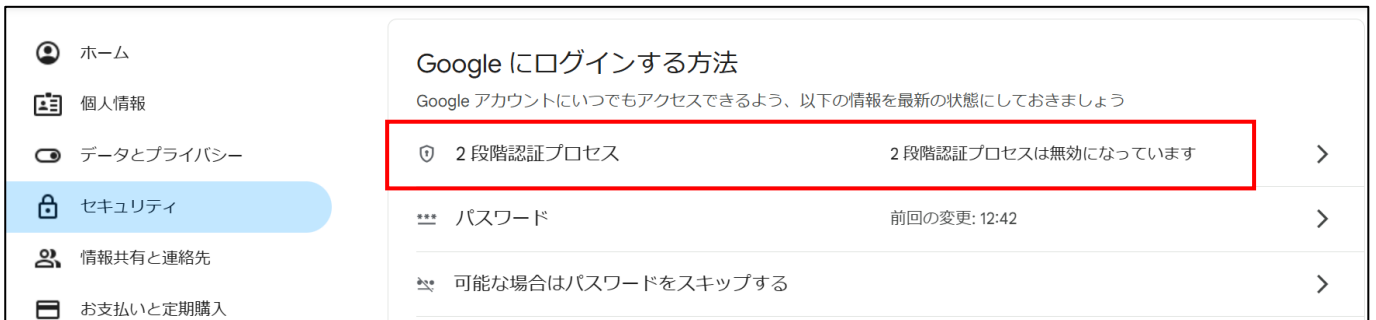 ホーム
個人情報
データとプライバシー
セキュリティ
情報共有と連絡先
お支払いと定期購入
Google にログインする方法
Google アカウントにいつでもアクセスできるよう、以下の情報を最新の状態にしておきましょう
2 段階認証プロセス 2 段階認証プロセスは無効になっています
パスワード 前回の変更: 12:42
可能な場合はパスワードをスキップする